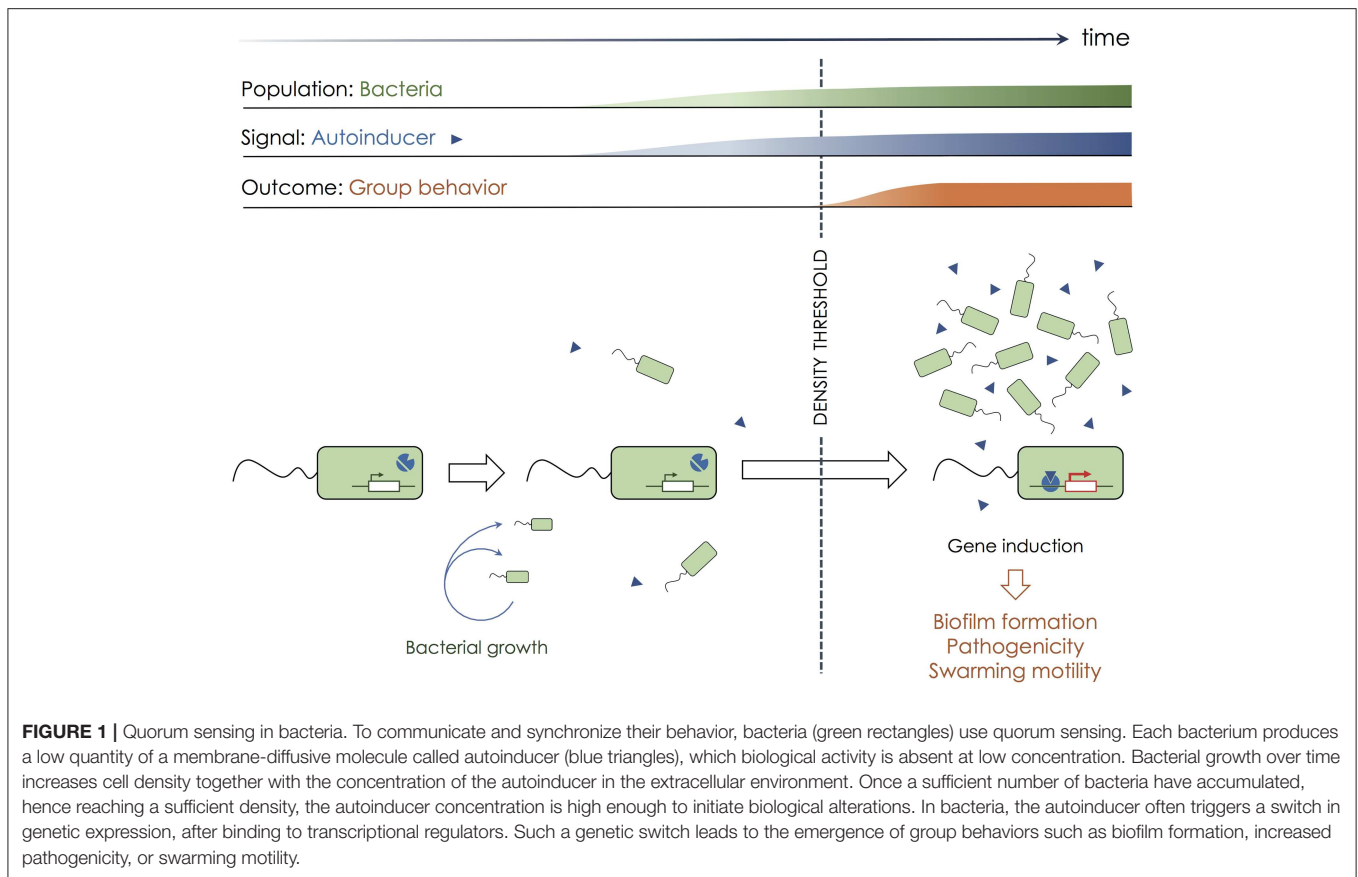 time
Population: Bacteria
Signal: Autoinducer
Outcome: Group behavior
DENSITY THRESHOLD
Gene induction
Bacterial growth
Biofilm formation
Pathogenicity
Swarming motility
FIGURE 1 | Quorum sensing in bacteria. To communicate and synchronize their behavior, bacteria (green rectangles) use quorum sensing. Each bacterium produces
a low quantity of a membrane-diffusive molecule called autoinducer (blue triangles), which biological activity is absent at low concentration. Bacterial growth over time
increases cell density together with the concentration of the autoinducer in the extracellular environment. Once a sufficient number of bacteria have accumulated,
hence reaching a sufficient density, the autoinducer concentration is high enough to initiate biological alterations. In bacteria, the autoinducer often triggers a switch in
genetic expression, after binding to transcriptional regulators. Such a genetic switch leads to the emergence of group behaviors such as biofilm formation, increased
pathogenicity, or swarming motility.